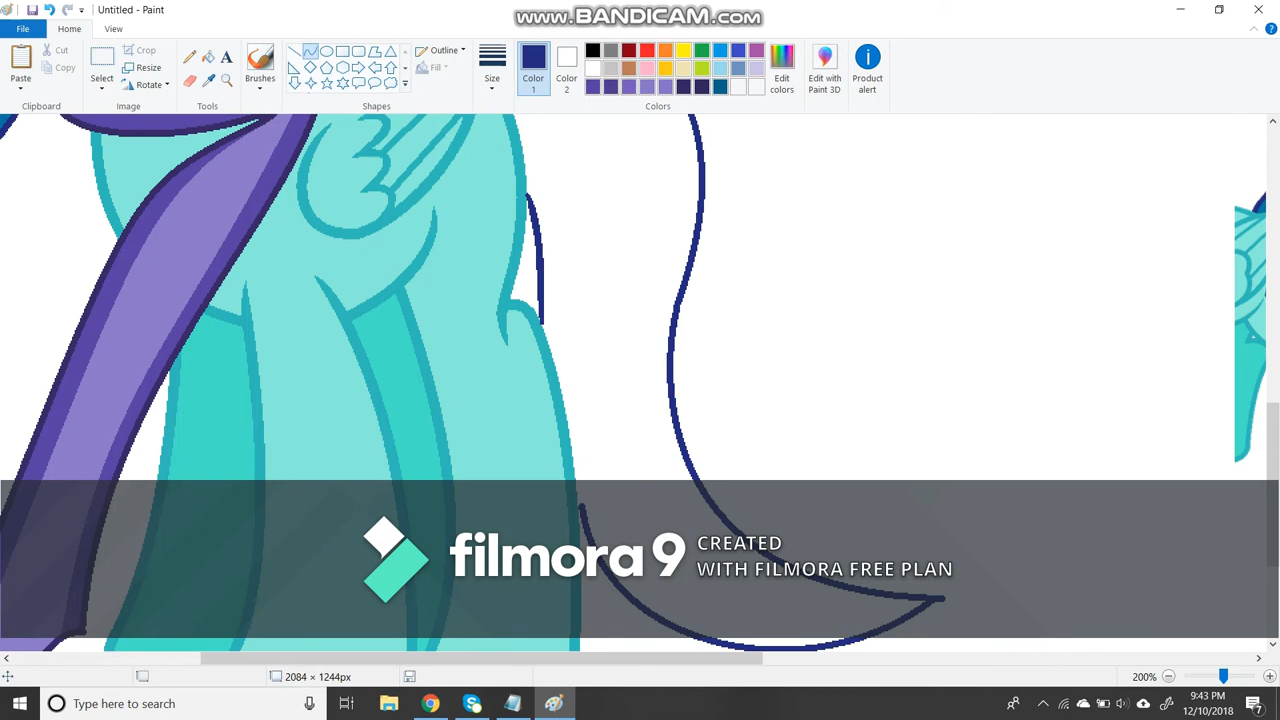 Untitled - Paint
www.BANDICAM.com
File
Home
View
Paste
Cut
Copy
Clipboard
Select
Crop
Resize
Rotate
Image
A
Tools
Brushes
Shapes
Outline
Fill
Size
Color 1
Color 2
Edit colors
Colors
Edit with Paint 3D
Product alert
filmora9
CREATED
WITH FILMORA FREE PLAN
2084 × 1244px
200%
Type here to search
9:43 PM
12/10/2018
7